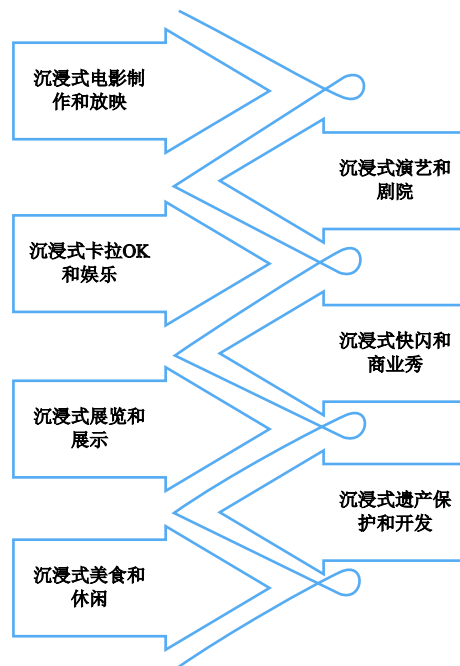 沉浸式电影制
作和放映
沉浸式演艺和
剧院
沉浸式卡拉OK
和娱乐
沉浸式快闪和
商业秀
沉浸式展览和
展示
沉浸式遗产保
护和开发
沉浸式美食和
休闲